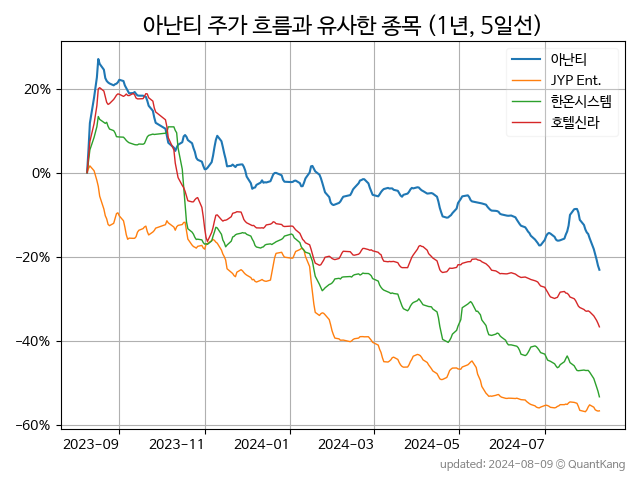 아난티 주가 흐름과 유사한 종목 (1년, 5일선)
아난티
JYP Ent.
한온시스템
호텔신라
20%
0%
−20%
−40%
−60%
2023-09
2023-11
2024-01
2024-03
2024-05
2024-07
updated: 2024-08-09 © QuantKang